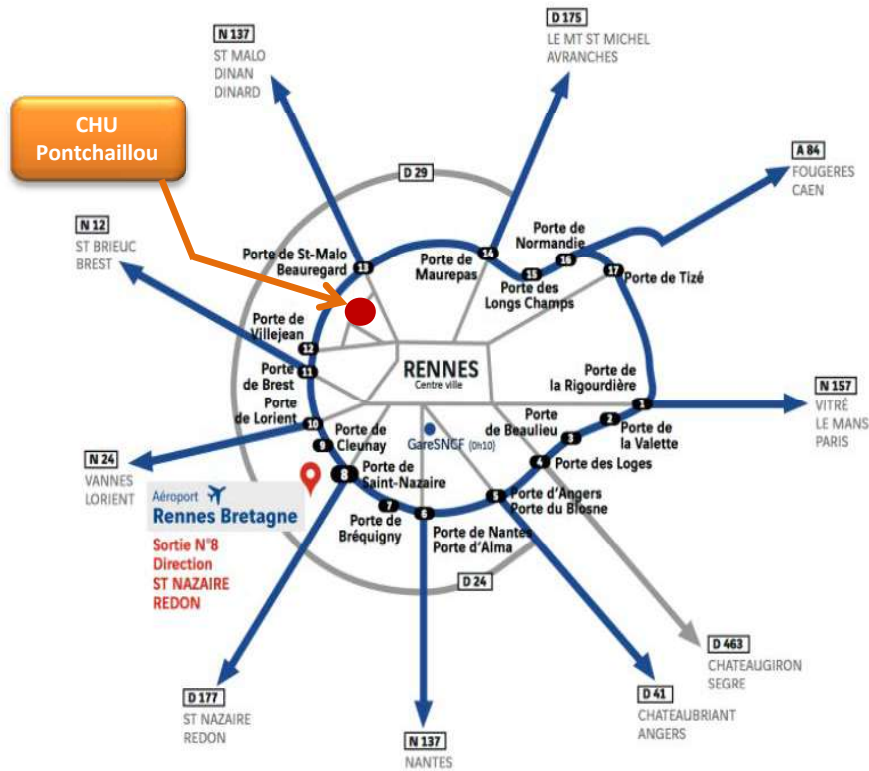 N 137
ST MALO
DINAN
DINARD
D 175
LE MT ST MICHEL
AVRANCHES
CHU
Pontchaillou
D 29
A 84
FOUGERES
CAEN
N 12
ST BRIEUC
BREST
Porte de St-Malo
Beauregard
13
Porte de
Maurepas
14
Porte de
Normandie
15
16
17
Porte des
Longs Champs
Porte de Tizé
Porte de
Villejean
12
RENNES
Centre ville
Porte
de Brest
11
Porte de
la Rigourdière
1
N 157
VITRÉ
LE MANS
PARIS
Porte
de Lorient
10
Porte de
Cleunay
9
GareSNCF (0h10)
Porte
de Beaulieu
3
2
Porte de
la Valette
N 24
VANNES
LORIENT
8
Porte de
Saint-Nazaire
4
Porte des Loges
Aéroport
Rennes Bretagne
Sortie N°8
Direction
ST NAZAIRE
REDON
7
Porte de
Bréquigny
6
Porte de Nantes
Porte d'Alma
5
Porte d'Angers
Porte du Blosne
D 24
D 463
CHATEAUGIRON
SEGRE
D 177
ST NAZAIRE
REDON
D 41
CHATEAUBRIANT
ANGERS
N 137
NANTES